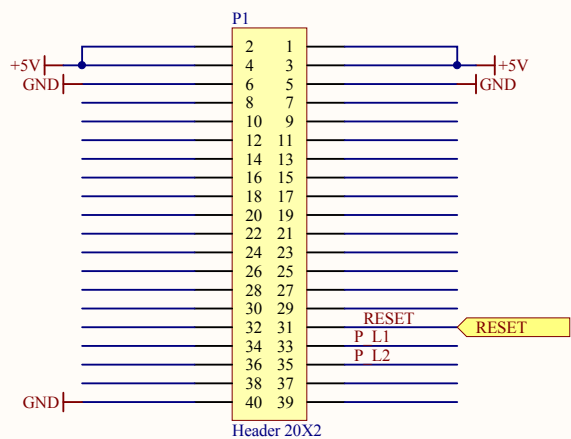 P1
2 1
+5V 4 3 +5V
GND 6 5 GND
8 7
10 9
12 11
14 13
16 15
18 17
20 19
22 21
24 23
26 25
28 27
30 29
32 31 RESET RESET
34 33 P_L1
36 35 P_L2
38 37
GND 40 39
Header 20X2